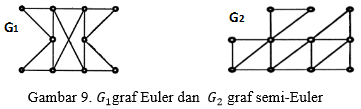 G1
G2
Gambar 9. G₁graf Euler dan G₂ graf semi-Euler